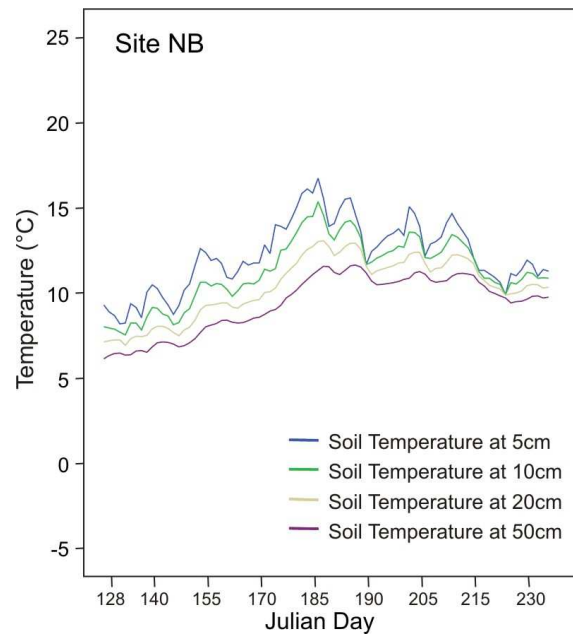 Site NB
25
20
15
10
5
0
-5
Temperature (°C)
Soil Temperature at 5cm
Soil Temperature at 10cm
Soil Temperature at 20cm
Soil Temperature at 50cm
128 140 155 170 185 190 205 215 230
Julian Day